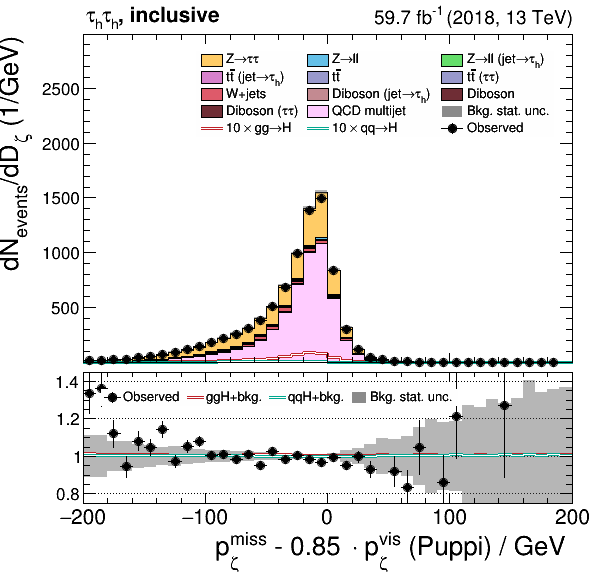 τhτh, inclusive 59.7 fb⁻¹ (2018, 13 TeV)
dNevents/dDζ (1/GeV)
2500
2000
1500
1000
500
Z→ττ Z→ll Z→ll (jet→τh)
tt̄ (jet→τh) tt̄ tt̄ (ττ)
W+jets Diboson (jet→τh) Diboson
Diboson (ττ) QCD multijet Bkg. stat. unc.
10 × gg→H 10 × qq→H Observed
1.4
1.2
1
0.8
Observed ggH+bkg. qqH+bkg. Bkg. stat. unc.
−200 −100 0 100 200
pζmiss - 0.85 · pζvis (Puppi) / GeV